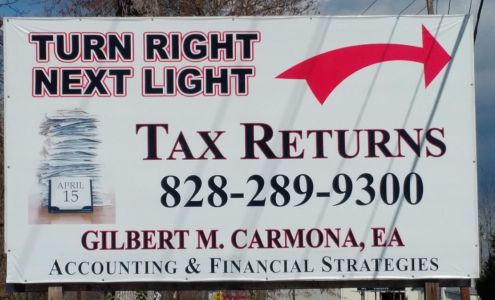 TURN RIGHT
NEXT LIGHT
APRIL
15
TAX RETURNS
828-289-9300
GILBERT M. CARMONA, EA
ACCOUNTING & FINANCIAL STRATEGIES